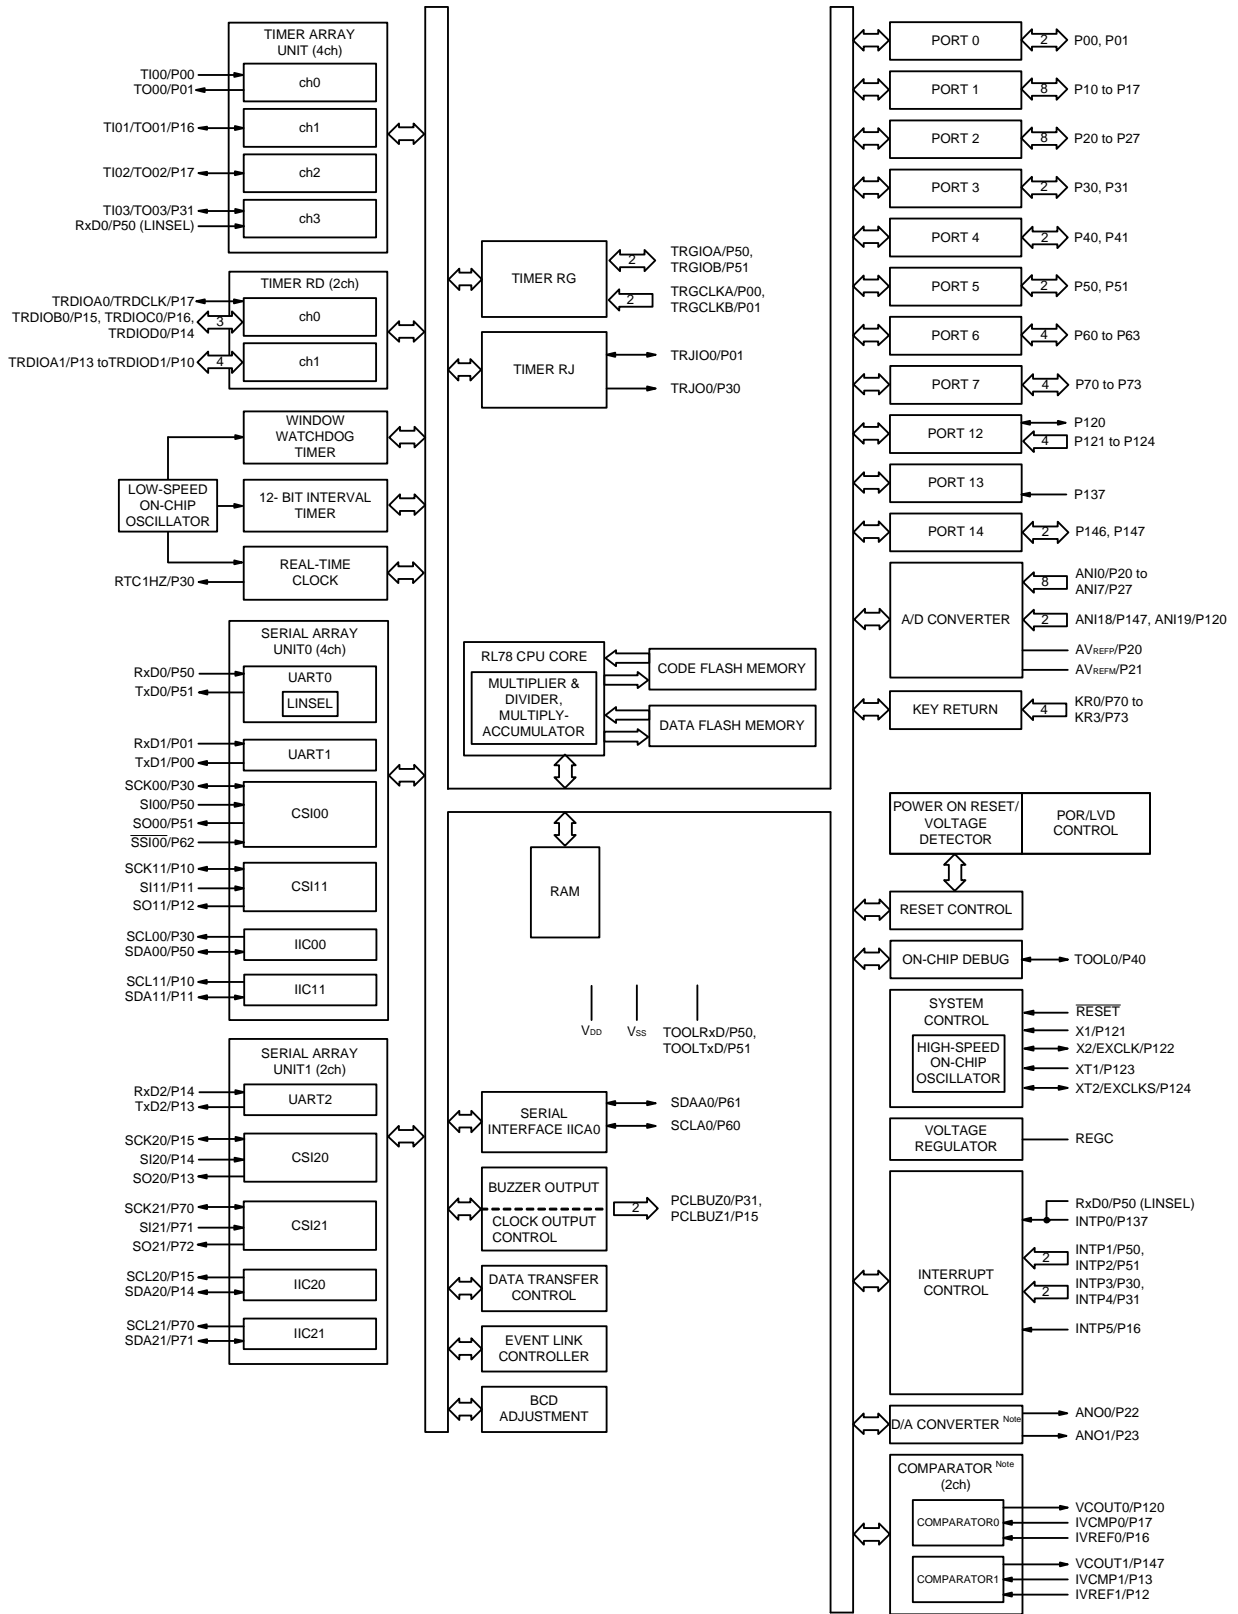 TIMER ARRAY
UNIT (4ch)
TI00/P00
TO00/P01
ch0
TI01/TO01/P16
ch1
TI02/TO02/P17
ch2
TI03/TO03/P31
RxD0/P50 (LINSEL)
ch3
TIMER RD (2ch)
TRDIOA0/TRDCLK/P17
TRDIOB0/P15, TRDIOC0/P16,
TRDIOD0/P14
3
ch0
TRDIOA1/P13 toTRDIOD1/P10
4
ch1
WINDOW
WATCHDOG
TIMER
LOW-SPEED
ON-CHIP
OSCILLATOR
12- BIT INTERVAL
TIMER
REAL-TIME
CLOCK
RTC1HZ/P30
SERIAL ARRAY
UNIT0 (4ch)
RxD0/P50
TxD0/P51
UART0
LINSEL
RxD1/P01
TxD1/P00
UART1
SCK00/P30
SI00/P50
SO00/P51
SSI00/P62
CSI00
SCK11/P10
SI11/P11
SO11/P12
CSI11
SCL00/P30
SDA00/P50
IIC00
SCL11/P10
SDA11/P11
IIC11
SERIAL ARRAY
UNIT1 (2ch)
RxD2/P14
TxD2/P13
UART2
SCK20/P15
SI20/P14
SO20/P13
CSI20
SCK21/P70
SI21/P71
SO21/P72
CSI21
SCL20/P15
SDA20/P14
IIC20
SCL21/P70
SDA21/P71
IIC21
TIMER RG
2
TRGIOA/P50,
TRGIOB/P51
2
TRGCLKA/P00,
TRGCLKB/P01
TIMER RJ
TRJIO0/P01
TRJO0/P30
RL78 CPU CORE
MULTIPLIER &
DIVIDER,
MULTIPLY-
ACCUMULATOR
CODE FLASH MEMORY
DATA FLASH MEMORY
RAM
VDD
VSS
TOOLRxD/P50,
TOOLTxD/P51
SERIAL
INTERFACE IICA0
SDAA0/P61
SCLA0/P60
BUZZER OUTPUT
CLOCK OUTPUT
CONTROL
2
PCLBUZ0/P31,
PCLBUZ1/P15
DATA TRANSFER
CONTROL
EVENT LINK
CONTROLLER
BCD
ADJUSTMENT
PORT 0
2
P00, P01
PORT 1
8
P10 to P17
PORT 2
8
P20 to P27
PORT 3
2
P30, P31
PORT 4
2
P40, P41
PORT 5
2
P50, P51
PORT 6
4
P60 to P63
PORT 7
4
P70 to P73
PORT 12
P120
4
P121 to P124
PORT 13
P137
PORT 14
2
P146, P147
A/D CONVERTER
8
ANI0/P20 to
ANI7/P27
2
ANI18/P147, ANI19/P120
AVREFP/P20
AVREFM/P21
KEY RETURN
4
KR0/P70 to
KR3/P73
POWER ON RESET/
VOLTAGE
DETECTOR
POR/LVD
CONTROL
RESET CONTROL
ON-CHIP DEBUG
TOOL0/P40
SYSTEM
CONTROL
HIGH-SPEED
ON-CHIP
OSCILLATOR
RESET
X1/P121
X2/EXCLK/P122
XT1/P123
XT2/EXCLKS/P124
VOLTAGE
REGULATOR
REGC
INTERRUPT
CONTROL
RxD0/P50 (LINSEL)
INTP0/P137
2
INTP1/P50,
INTP2/P51
2
INTP3/P30,
INTP4/P31
INTP5/P16
D/A CONVERTER Note
ANO0/P22
ANO1/P23
COMPARATOR Note
(2ch)
COMPARATOR0
VCOUT0/P120
IVCMP0/P17
IVREF0/P16
COMPARATOR1
VCOUT1/P147
IVCMP1/P13
IVREF1/P12